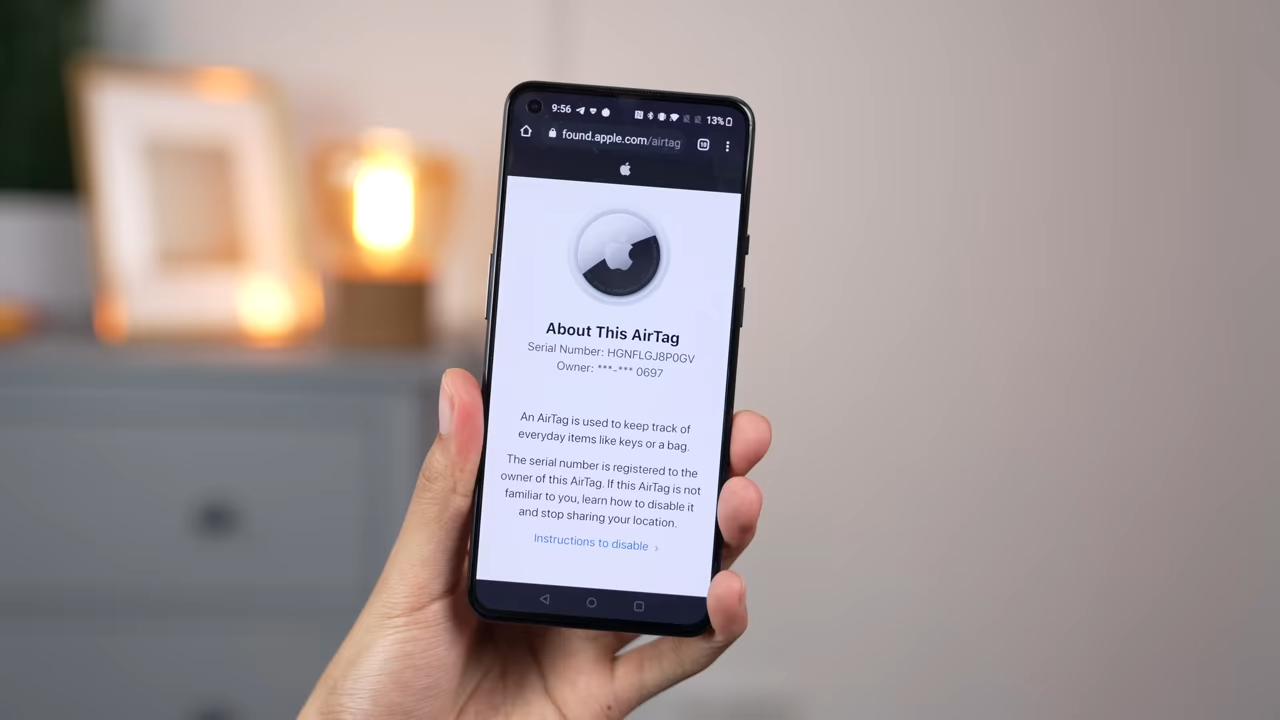 9:56 13%
found.apple.com/airtag 10
About This AirTag
Serial Number: HGNFLGJ8P0GV
Owner: ***-*** 0697
An AirTag is used to keep track of
everyday items like keys or a bag.
The serial number is registered to the
owner of this AirTag. If this AirTag is not
familiar to you, learn how to disable it
and stop sharing your location.
Instructions to disable ›